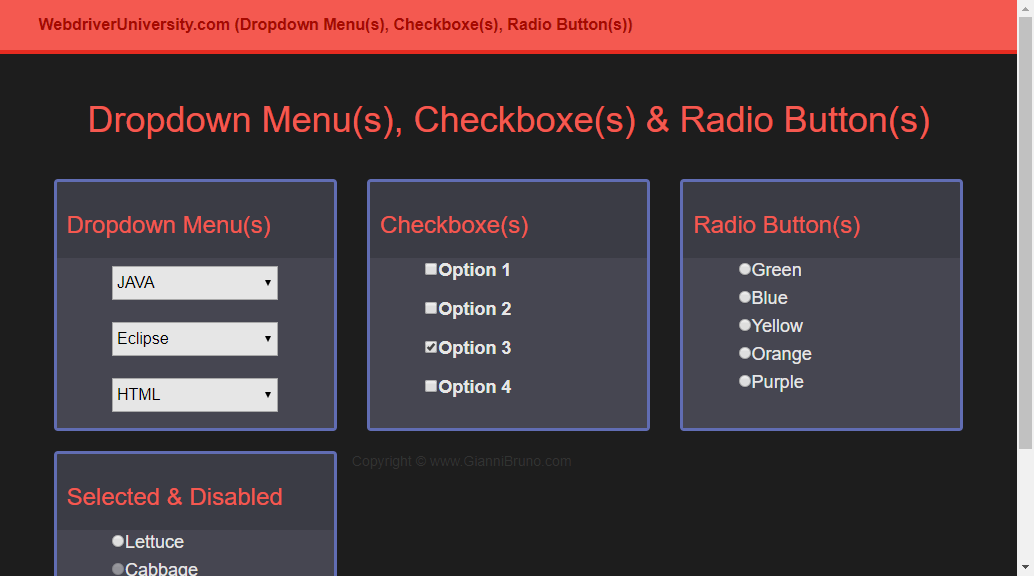 WebdriverUniversity.com (Dropdown Menu(s), Checkboxe(s), Radio Button(s))
Dropdown Menu(s), Checkboxe(s) & Radio Button(s)
Dropdown Menu(s)
JAVA
Eclipse
HTML
Checkboxe(s)
Option 1
Option 2
Option 3
Option 4
Radio Button(s)
Green
Blue
Yellow
Orange
Purple
Selected & Disabled
Lettuce
Cabbage
Copyright © www.GianniBruno.com